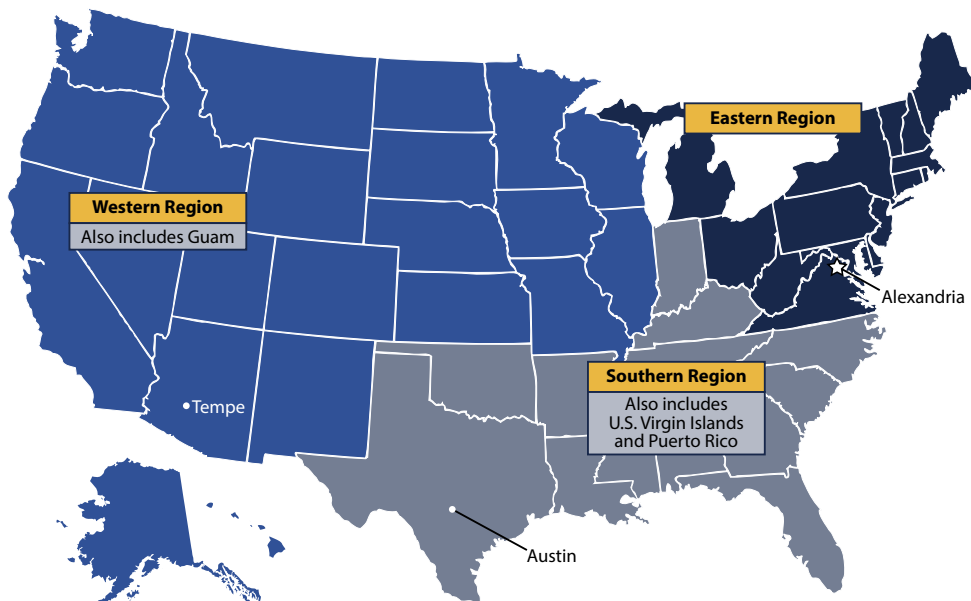 Eastern Region
Western Region
Also includes Guam
Alexandria
Southern Region
Also includes
U.S. Virgin Islands
and Puerto Rico
Tempe
Austin